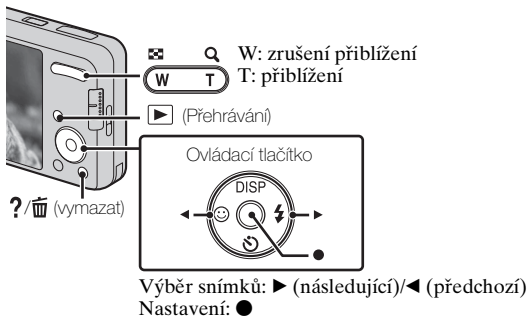 W: zrušení přiblížení
W T
T: přiblížení
▶ (Přehrávání)
Ovládací tlačítko
DISP
?/ (vymazat)
Výběr snímků: ▶ (následující)/◀ (předchozí)
Nastavení: ●